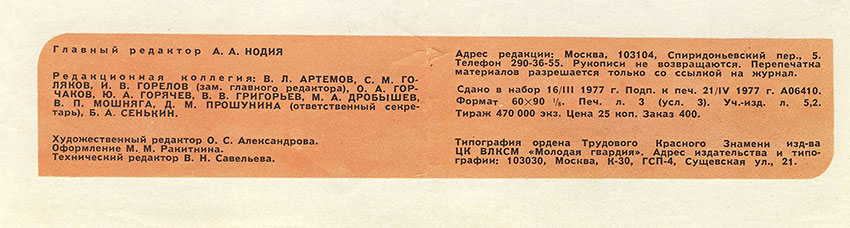 Главный редактор А. А. НОДИЯ
Редакционная коллегия: В. Л. АРТЕМОВ, С. М. ГО-
ЛЯКОВ, И. В. ГОРЕЛОВ (зам. главного редактора), О. А. ГОР-
ЧАКОВ, Ю. А. ГОРЯЧЕВ, В. В. ГРИГОРЬЕВ, М. А. ДРОБЫШЕВ,
В. П. МОШНЯГА, Д. М. ПРОШУНИНА (ответственный секре-
тарь), Б. А. СЕНЬКИН.
Художественный редактор О. С. Александрова.
Оформление М. М. Ракитнина.
Технический редактор В. Н. Савельева.
Адрес редакции: Москва, 103104, Спиридоньевский пер., 5.
Телефон 290-36-55. Рукописи не возвращаются. Перепечатка
материалов разрешается только со ссылкой на журнал.
Сдано в набор 16/III 1977 г. Подп. к печ. 21/IV 1977 г. А06410.
Формат 60×90 ⅛. Печ. л. 3 (усл. 3). Уч.-изд. л. 5,2.
Тираж 470 000 экз. Цена 25 коп. Заказ 400.
Типография ордена Трудового Красного Знамени изд-ва
ЦК ВЛКСМ «Молодая гвардия». Адрес издательства и типо-
графии: 103030, Москва, К-30, ГСП-4, Сущевская ул., 21.